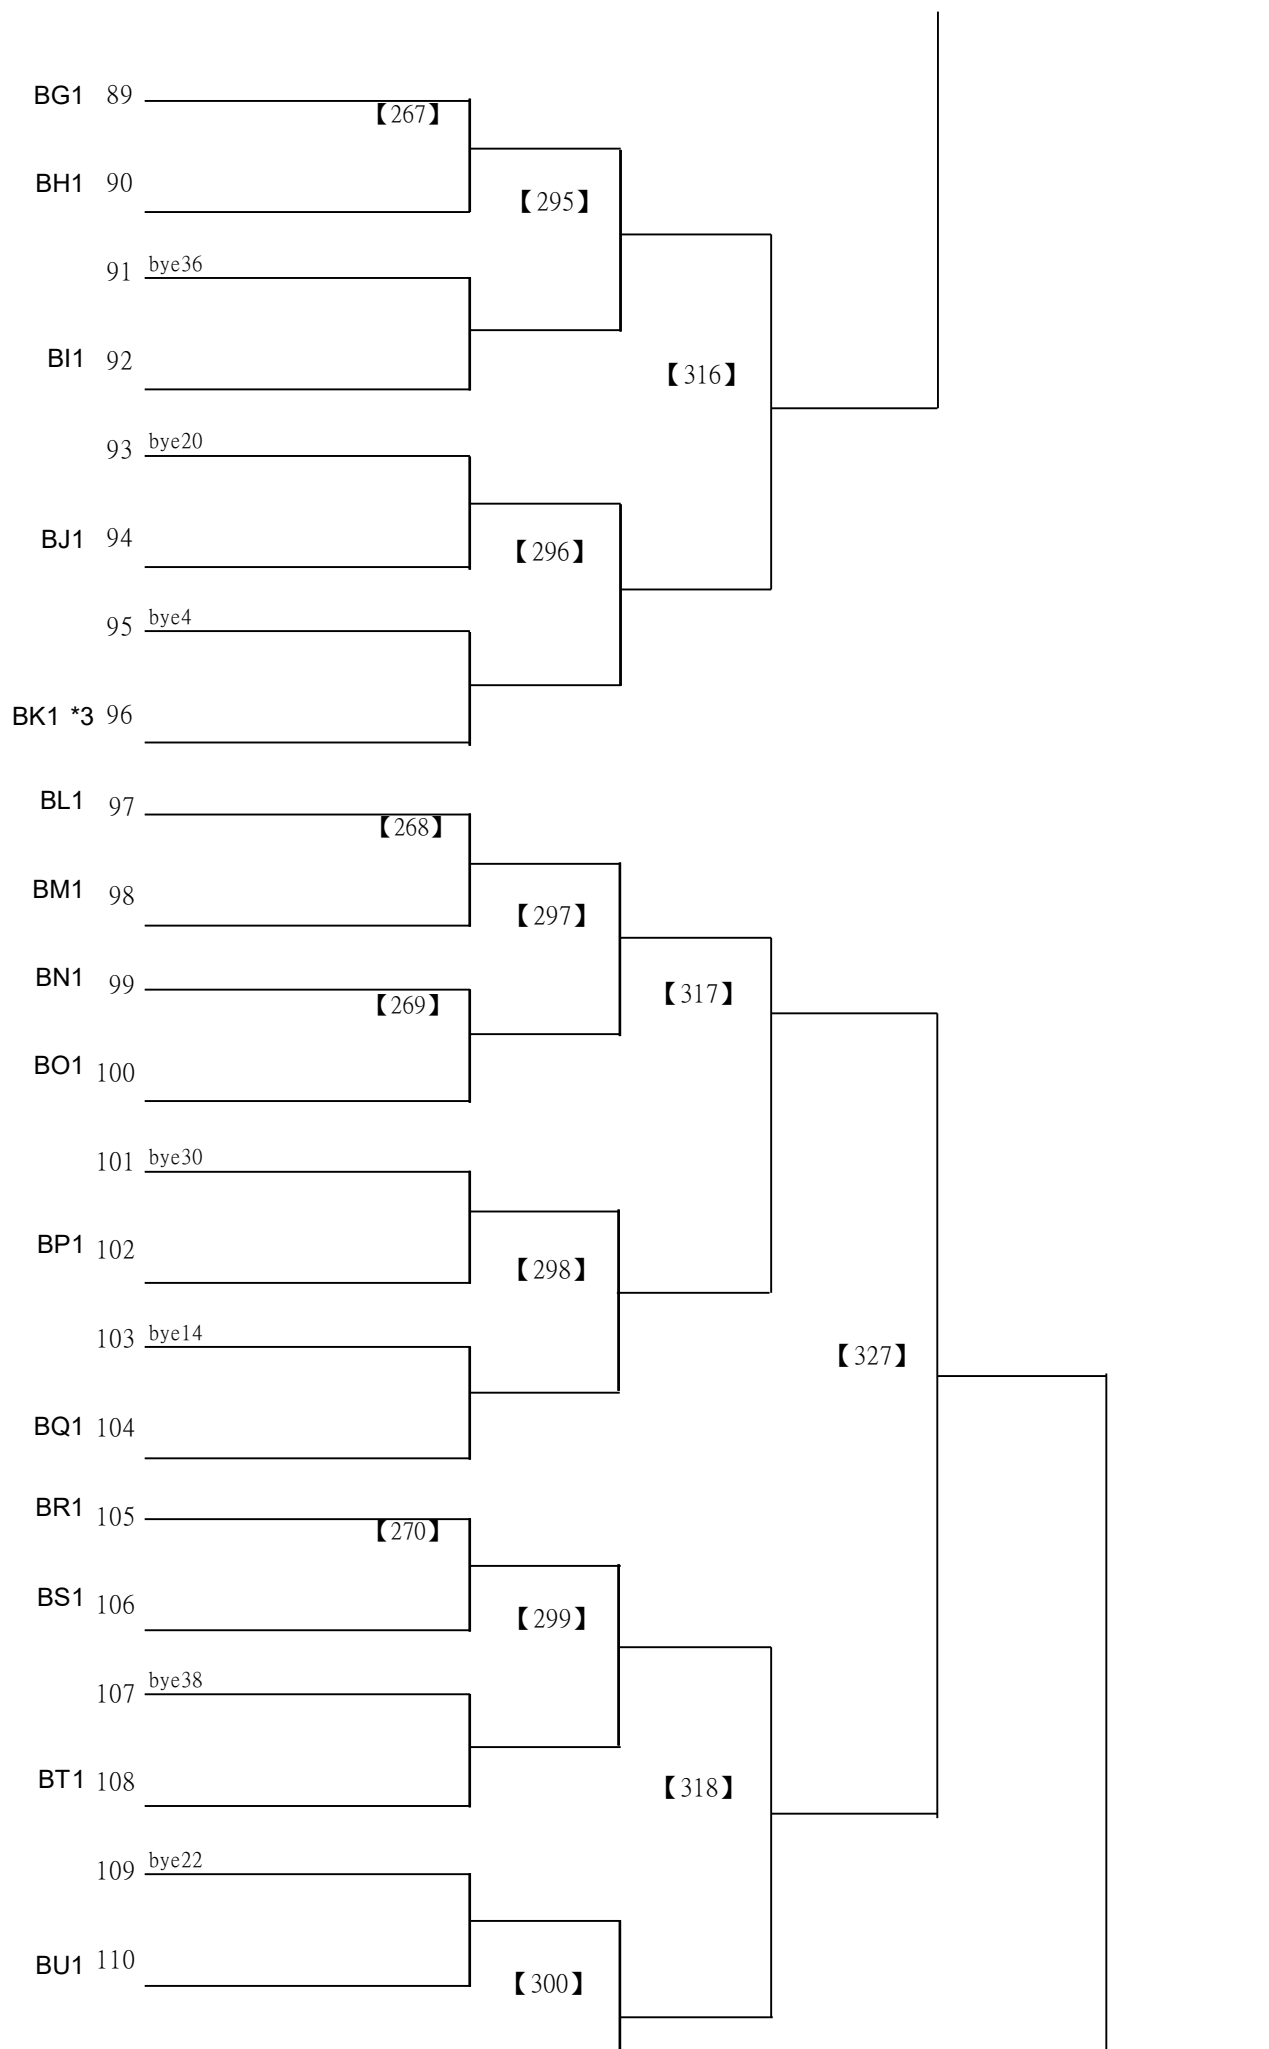 BG1 89
【267】
BH1 90
【295】
91 bye36
BI1 92
【316】
93 bye20
BJ1 94
【296】
95 bye4
BK1 *3 96
BL1 97
【268】
BM1 98
【297】
BN1 99
【317】
【269】
BO1 100
101 bye30
BP1 102
【298】
103 bye14
【327】
BQ1 104
BR1 105
【270】
BS1 106
【299】
107 bye38
BT1 108
【318】
109 bye22
BU1 110
【300】